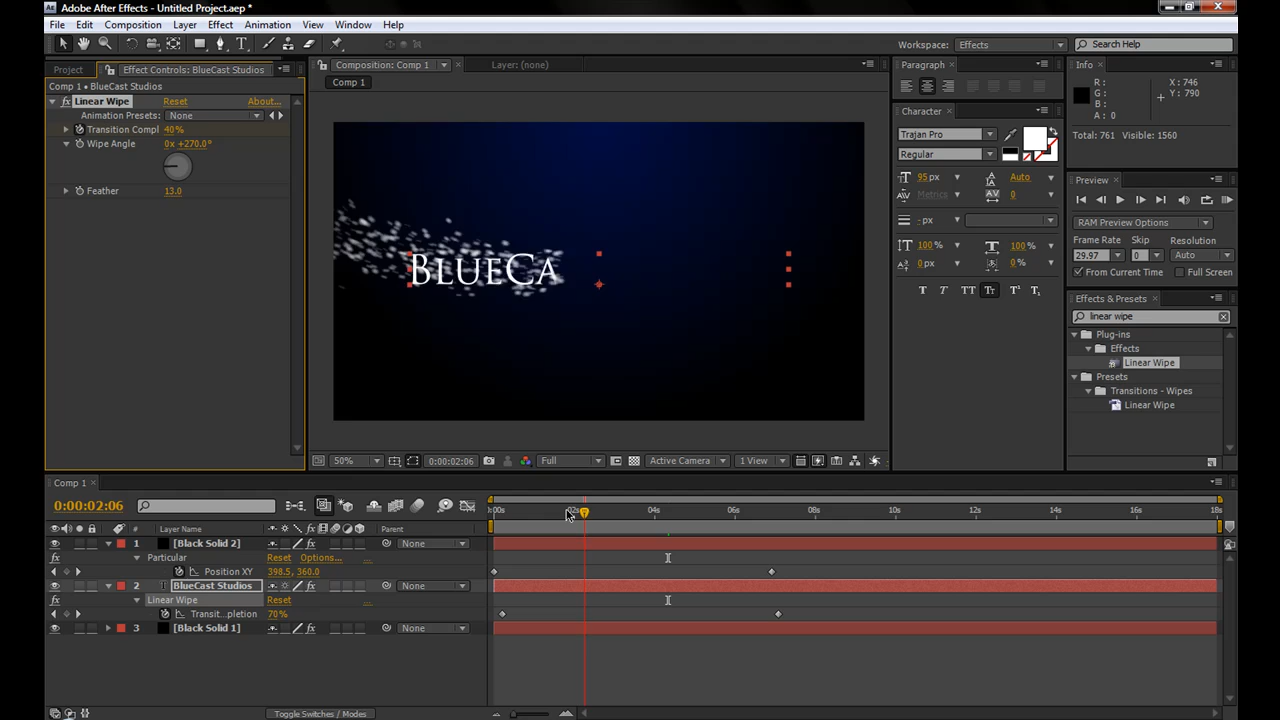 Adobe After Effects - Untitled Project.aep *
File Edit Composition Layer Effect Animation View Window Help
Workspace: Effects Search Help
Project Effect Controls: BlueCast Studios
Composition: Comp 1 Layer: (none)
Comp 1 • BlueCast Studios
Comp 1
fx Linear Wipe Reset About...
Animation Presets: None
Transition Compl 40%
Wipe Angle 0x +270.0°
Feather 13.0
BLUECA
50% 0:00:02:06 Full Active Camera 1 View
Paragraph
Character
Trajan Pro
Regular
95 px Auto
Metrics 0
- px
100 % 100 %
0 px 0 %
T T TT Tt T¹ T₁
Info
R : X : 746
G : Y : 790
B :
A : 0
Total: 761 Visible: 1560
Preview
RAM Preview Options
Frame Rate Skip Resolution
29.97 0 Auto
From Current Time Full Screen
Effects & Presets
linear wipe
Plug-ins
Effects
Linear Wipe
Presets
Transitions - Wipes
Linear Wipe
Comp 1
0:00:02:06
:00s 02s 04s 06s 08s 10s 12s 14s 16s 18s
# Layer Name Parent
1 [Black Solid 2] None
Particular Reset Options... ...
Position XY 398.5, 360.0
2 T BlueCast Studios None
Linear Wipe Reset ...
Transit...pletion 70%
3 [Black Solid 1] None
Toggle Switches / Modes